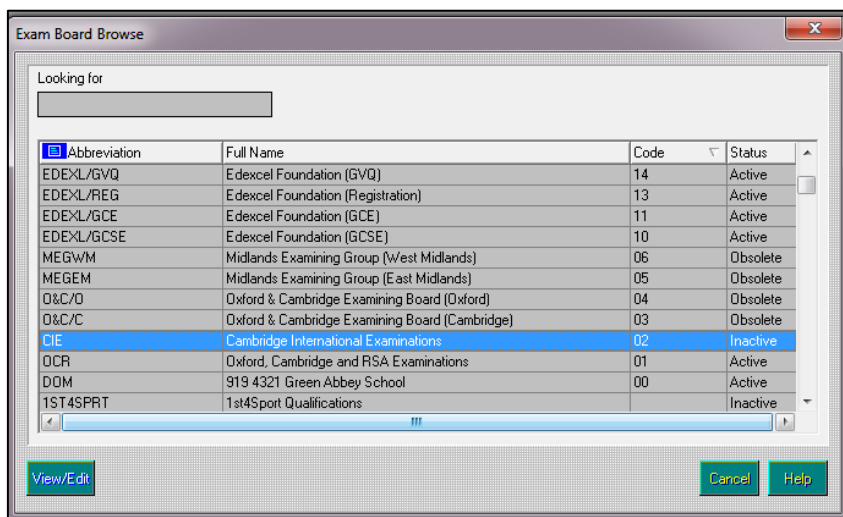 Exam Board Browse
Looking for
Abbreviation Full Name Code Status
EDEXL/GVQ Edexcel Foundation (GVQ) 14 Active
EDEXL/REG Edexcel Foundation (Registration) 13 Active
EDEXL/GCE Edexcel Foundation (GCE) 11 Active
EDEXL/GCSE Edexcel Foundation (GCSE) 10 Active
MEGWM Midlands Examining Group (West Midlands) 06 Obsolete
MEGEM Midlands Examining Group (East Midlands) 05 Obsolete
O&C/O Oxford & Cambridge Examining Board (Oxford) 04 Obsolete
O&C/C Oxford & Cambridge Examining Board (Cambridge) 03 Obsolete
CIE Cambridge International Examinations 02 Inactive
OCR Oxford, Cambridge and RSA Examinations 01 Active
DOM 919 4321 Green Abbey School 00 Active
1ST4SPRT 1st4Sport Qualifications Inactive
View/Edit Cancel Help